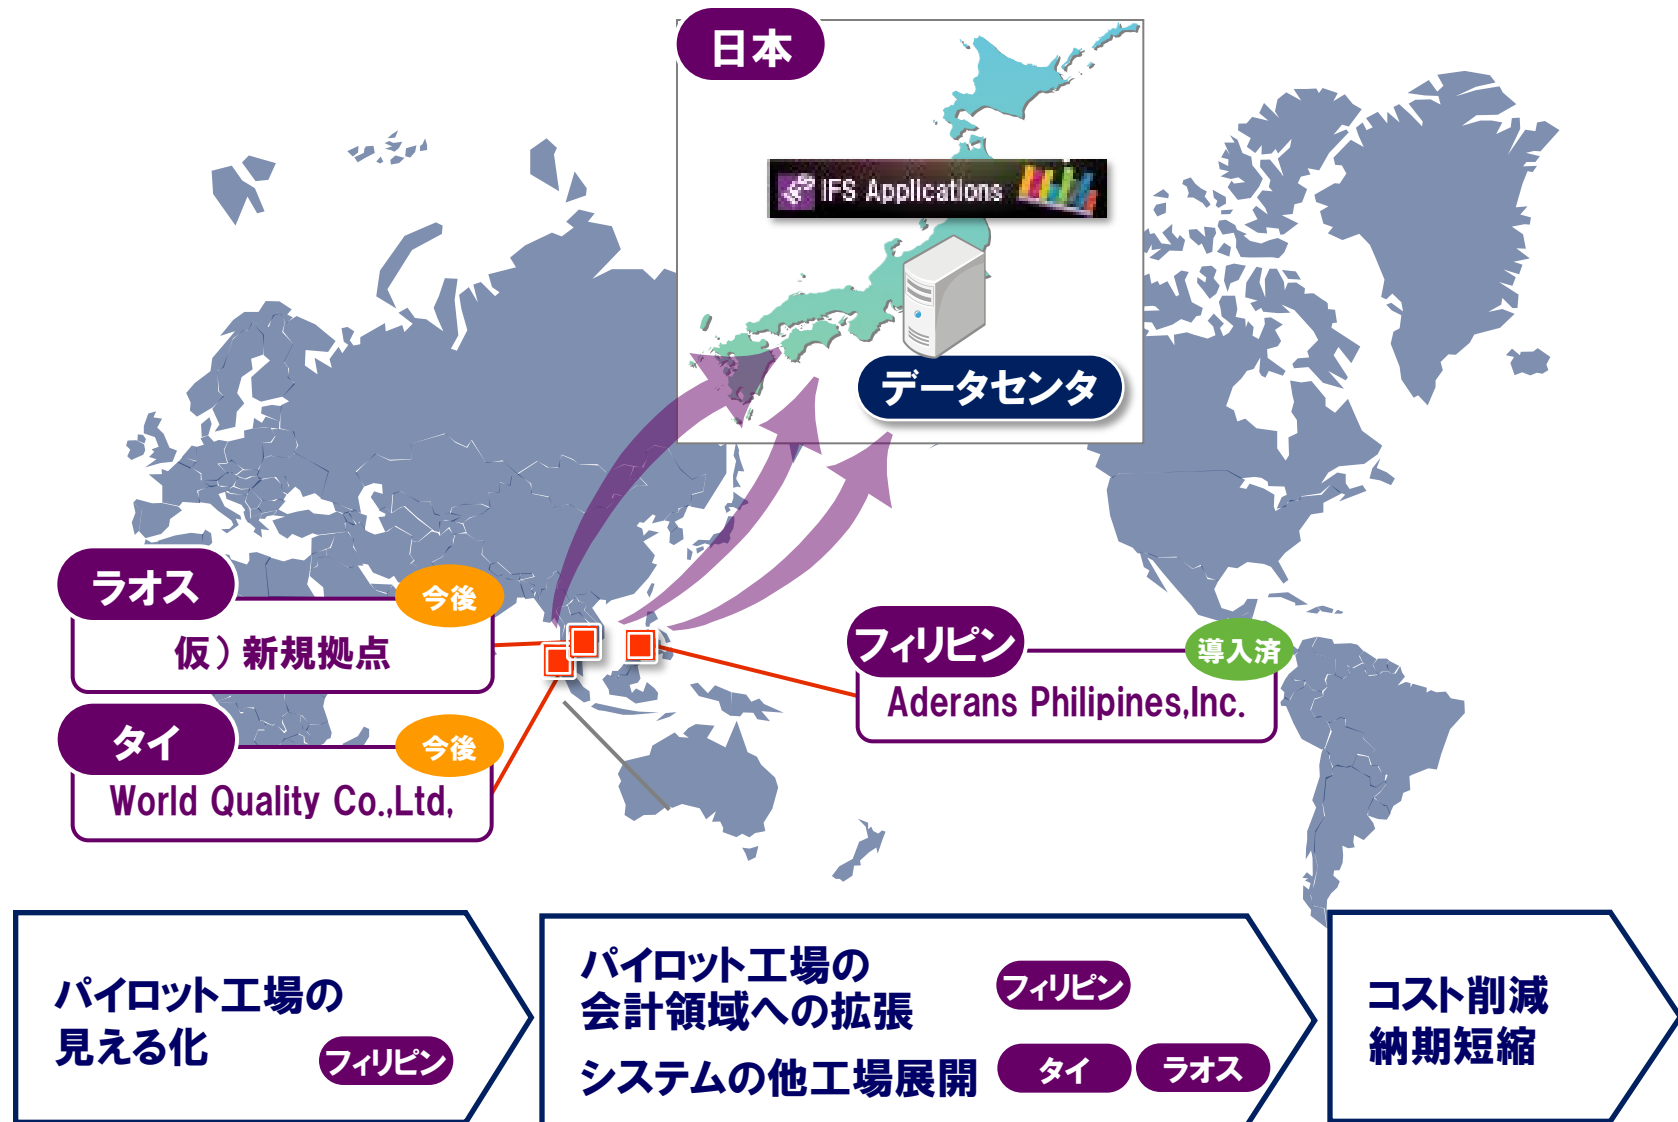 日本
IFS Applications
データセンタ
ラオス
今後
仮）新規拠点
タイ
今後
World Quality Co.,Ltd,
フィリピン
導入済
Aderans Philipines,Inc.
パイロット工場の
見える化
フィリピン
パイロット工場の
会計領域への拡張
フィリピン
システムの他工場展開
タイ
ラオス
コスト削減
納期短縮